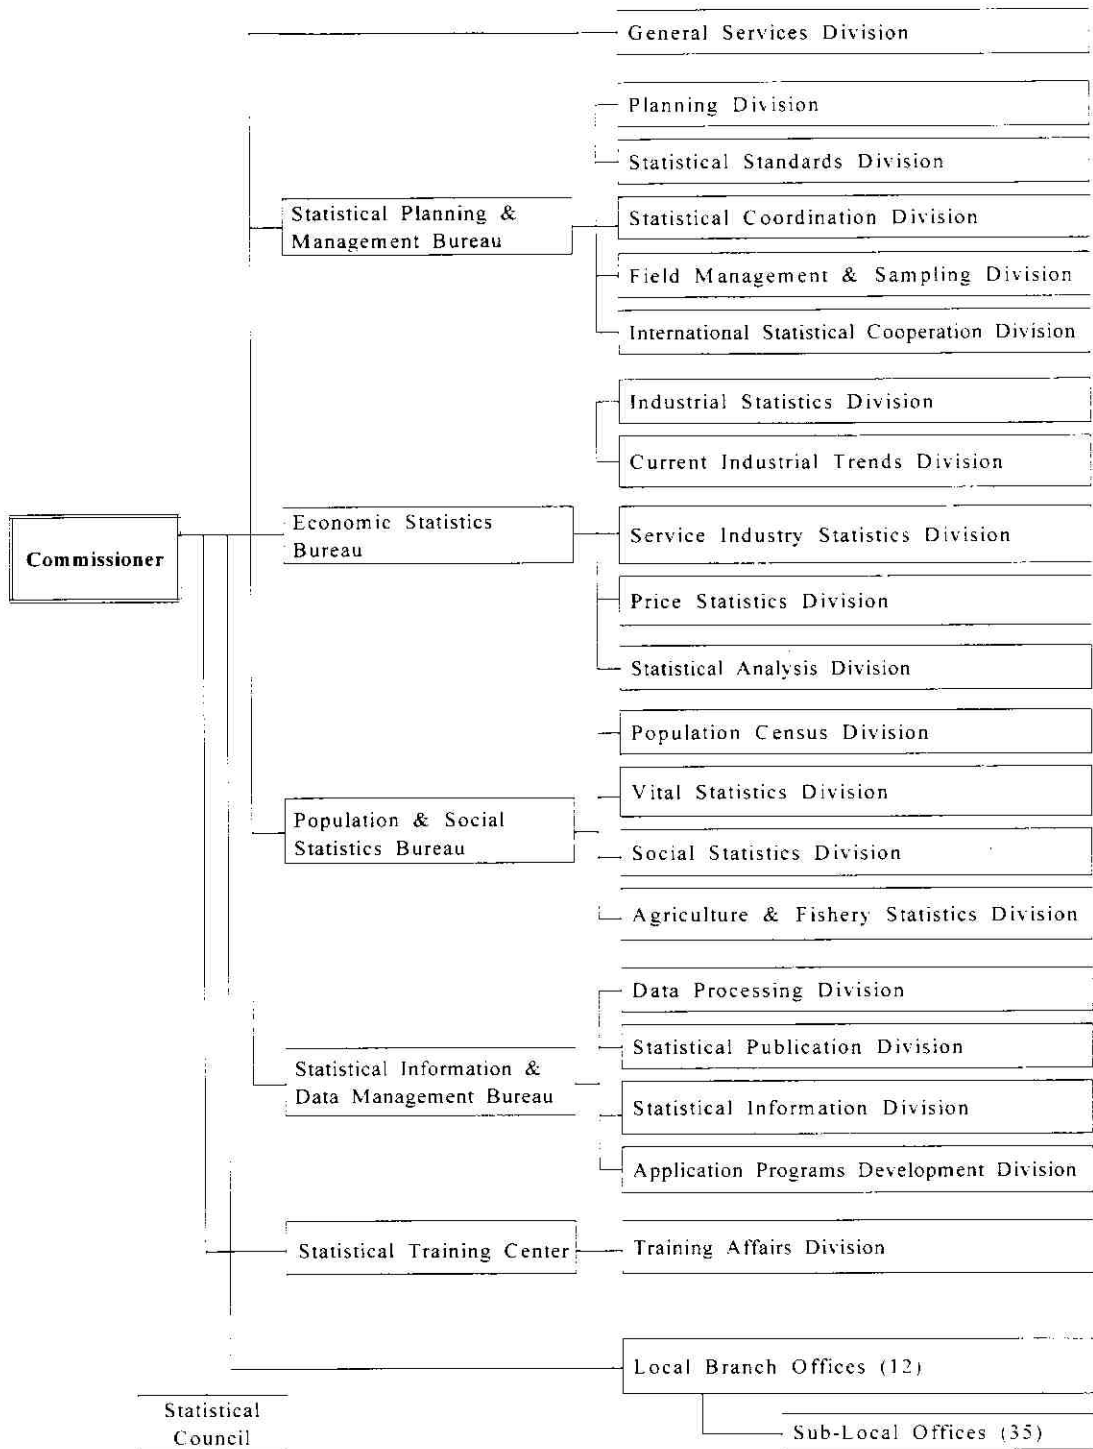 General Services Division
Planning Division
Statistical Standards Division
Statistical Planning &
Management Bureau
Statistical Coordination Division
Field Management & Sampling Division
International Statistical Cooperation Division
Industrial Statistics Division
Current Industrial Trends Division
Commissioner
Economic Statistics
Bureau
Service Industry Statistics Division
Price Statistics Division
Statistical Analysis Division
Population Census Division
Vital Statistics Division
Population & Social
Statistics Bureau
Social Statistics Division
Agriculture & Fishery Statistics Division
Data Processing Division
Statistical Publication Division
Statistical Information &
Data Management Bureau
Statistical Information Division
Application Programs Development Division
Statistical Training Center
Training Affairs Division
Local Branch Offices (12)
Statistical
Council
Sub-Local Offices (35)